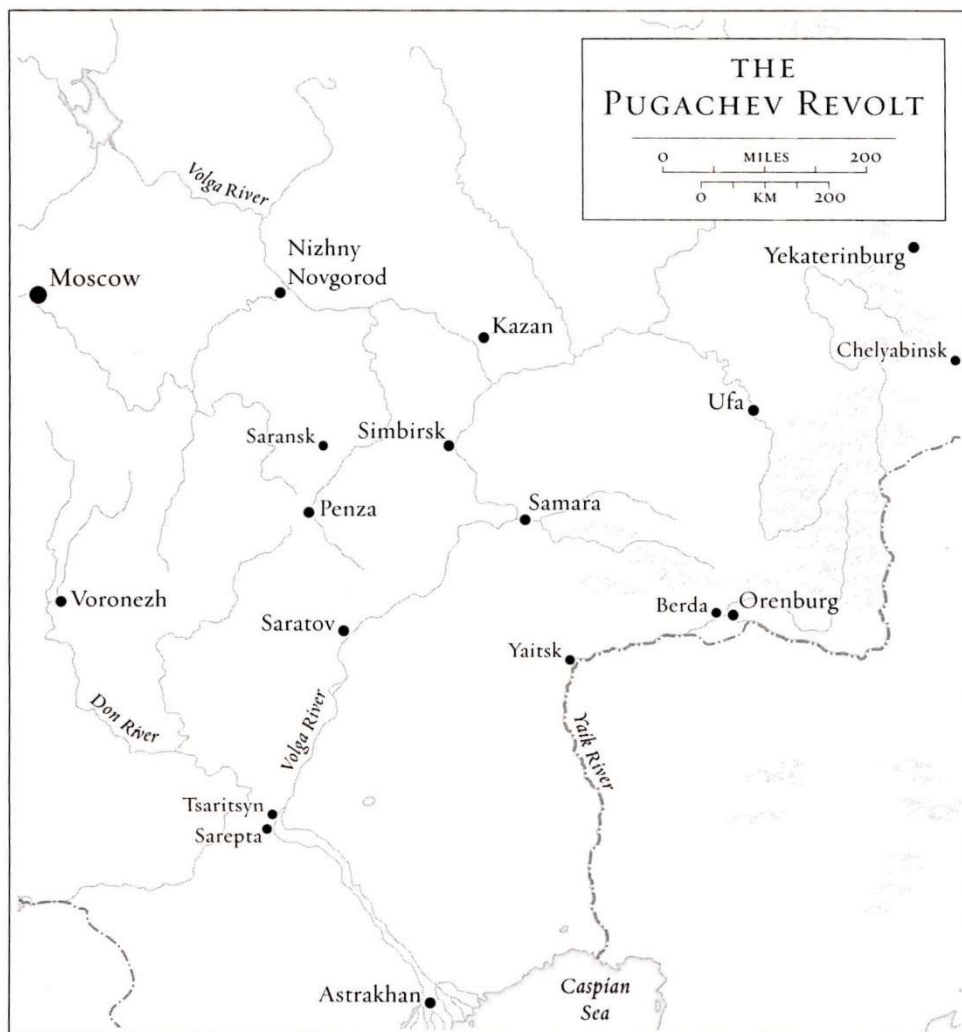 THE
PUGACHEV REVOLT
0 MILES 200
0 KM 200
Volga River
Nizhny
Novgorod
Moscow
Yekaterinburg
Kazan
Chelyabinsk
Ufa
Saransk
Simbirsk
Penza
Samara
Voronezh
Berda
Orenburg
Saratov
Yaitsk
Don River
Volga River
Yaik River
Tsaritsyn
Sarepta
Astrakhan
Caspian
Sea